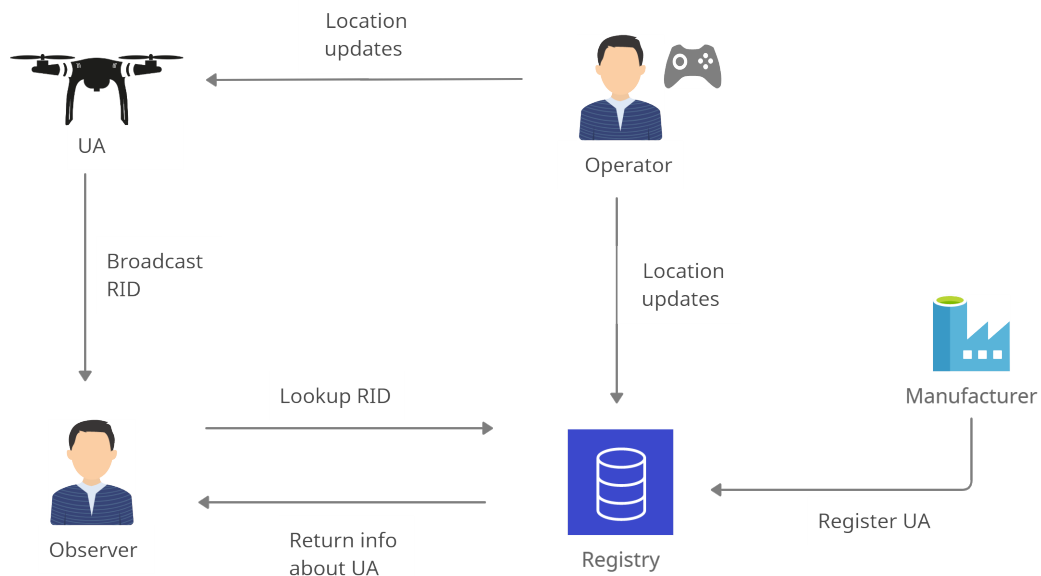 Location
updates
UA
Operator
Broadcast
RID
Location
updates
Lookup RID
Manufacturer
Register UA
Observer
Return info
about UA
Registry